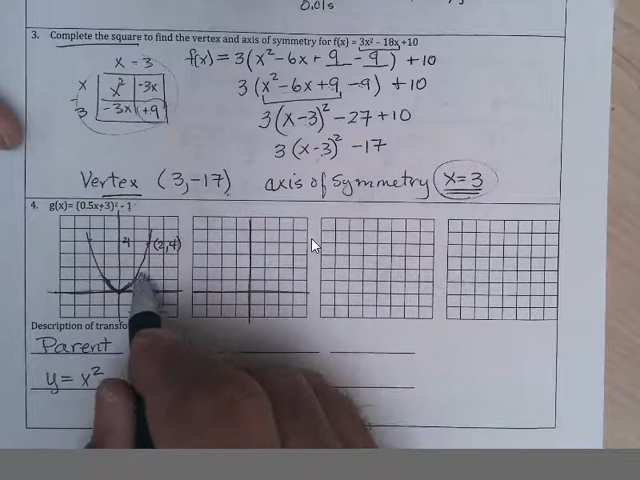 0.01s
3. Complete the square to find the vertex and axis of symmetry for f(x) = 3x² – 18x +10
x - 3
x x² -3x
-3 -3x +9
f(x) = 3(x²-6x + 9 - 9) + 10
3(x²-6x+9 -9) +10
3(x-3)² -27+10
3(x-3)² -17
Vertex (3,-17) axis of Symmetry x=3
4. g(x)= (0.5x+3)² - 1
4 (2,4)
Description of transfo
Parent
y = x²